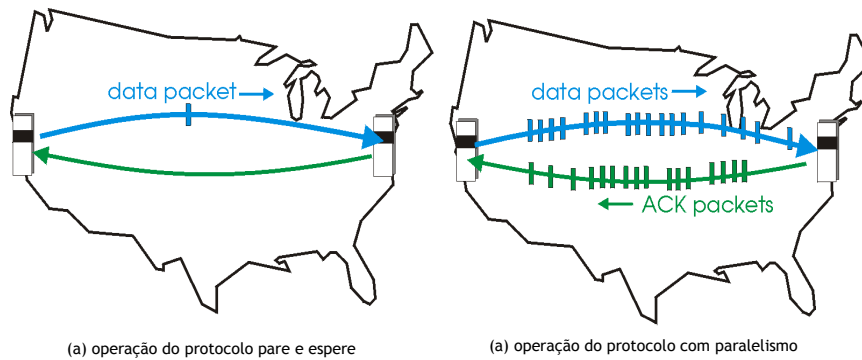 data packet
data packets
ACK packets
(a) operação do protocolo pare e espere
(a) operação do protocolo com paralelismo